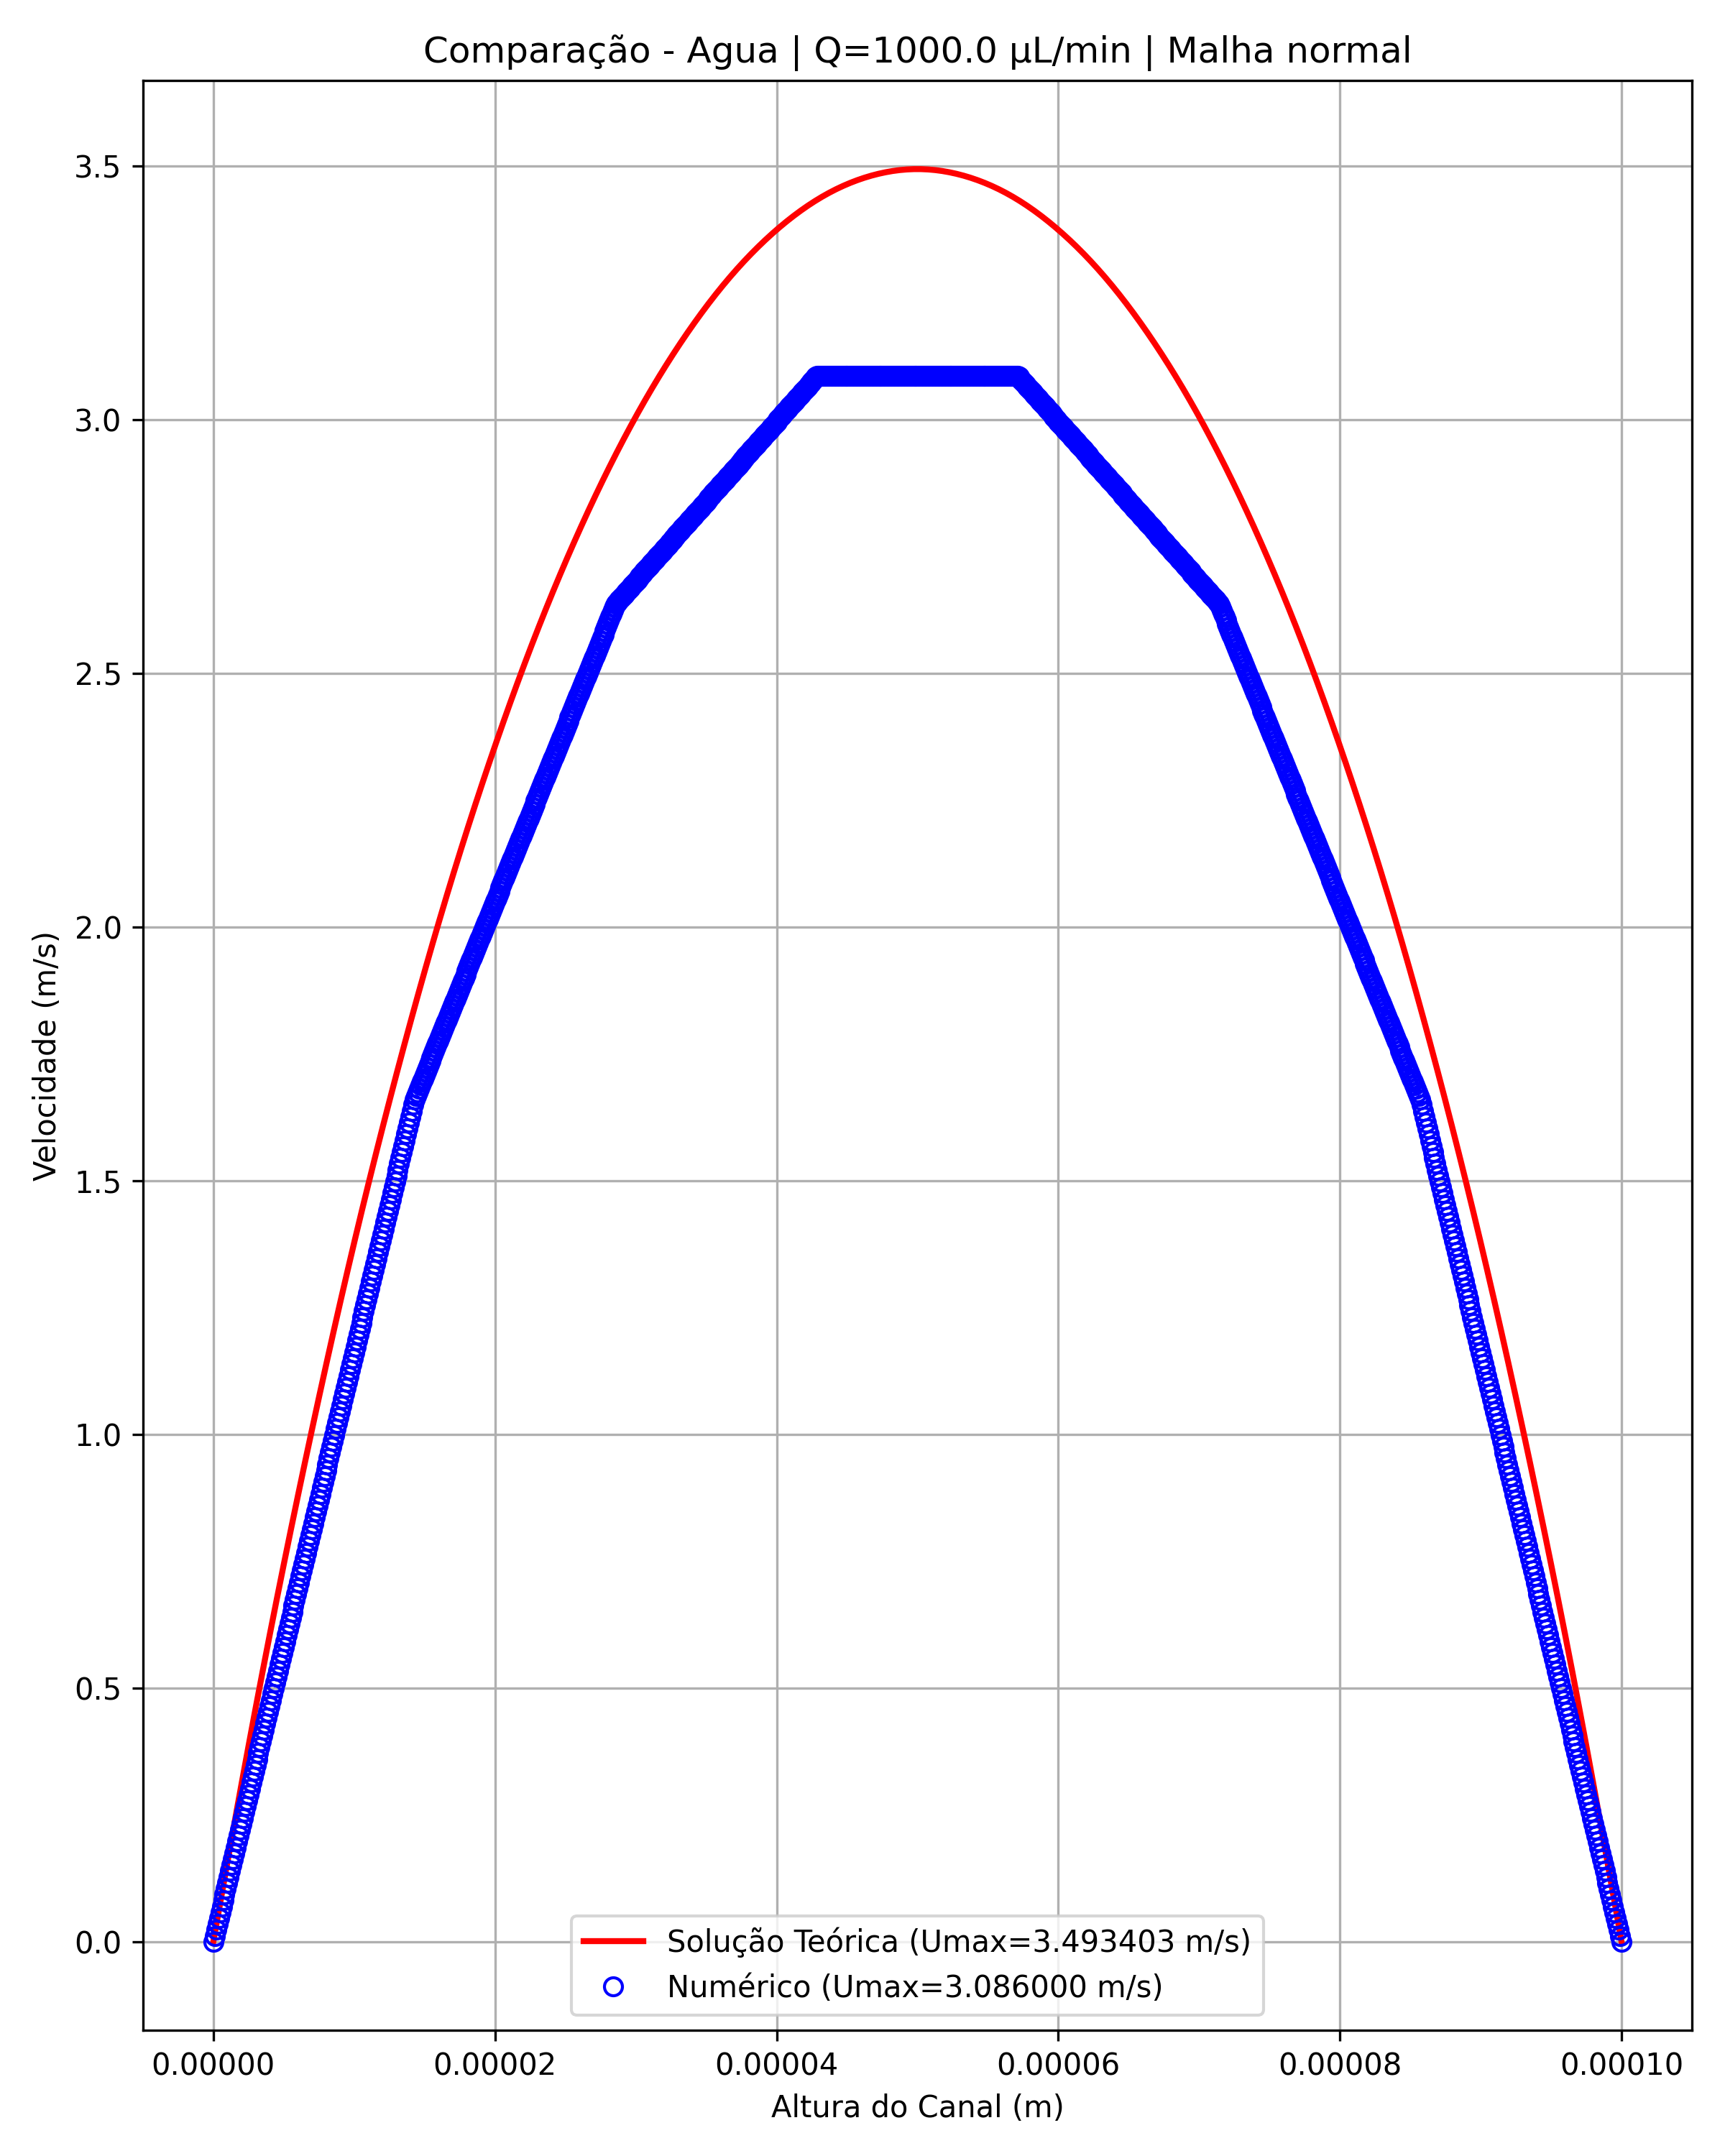 Comparação - Agua | Q=1000.0 µL/min | Malha normal
Velocidade (m/s)
3.5
3.0
2.5
2.0
1.5
1.0
0.5
0.0
Solução Teórica (Umax=3.493403 m/s)
Numérico (Umax=3.086000 m/s)
0.00000 0.00002 0.00004 0.00006 0.00008 0.00010
Altura do Canal (m)